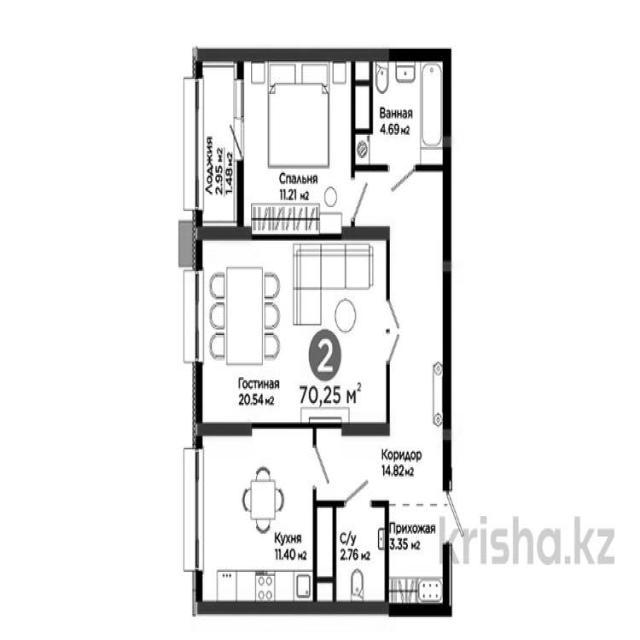 Ванная
4.69 м2
Лоджия
2.95 м2
1.48 м2
Спальня
11.21 м2
2
70,25 м2
Гостиная
20.54 м2
Коридор
14.82 м2
Кухня
11.40 м2
С/у
2.76 м2
Прихожая
3.35 м2
krisha.kz